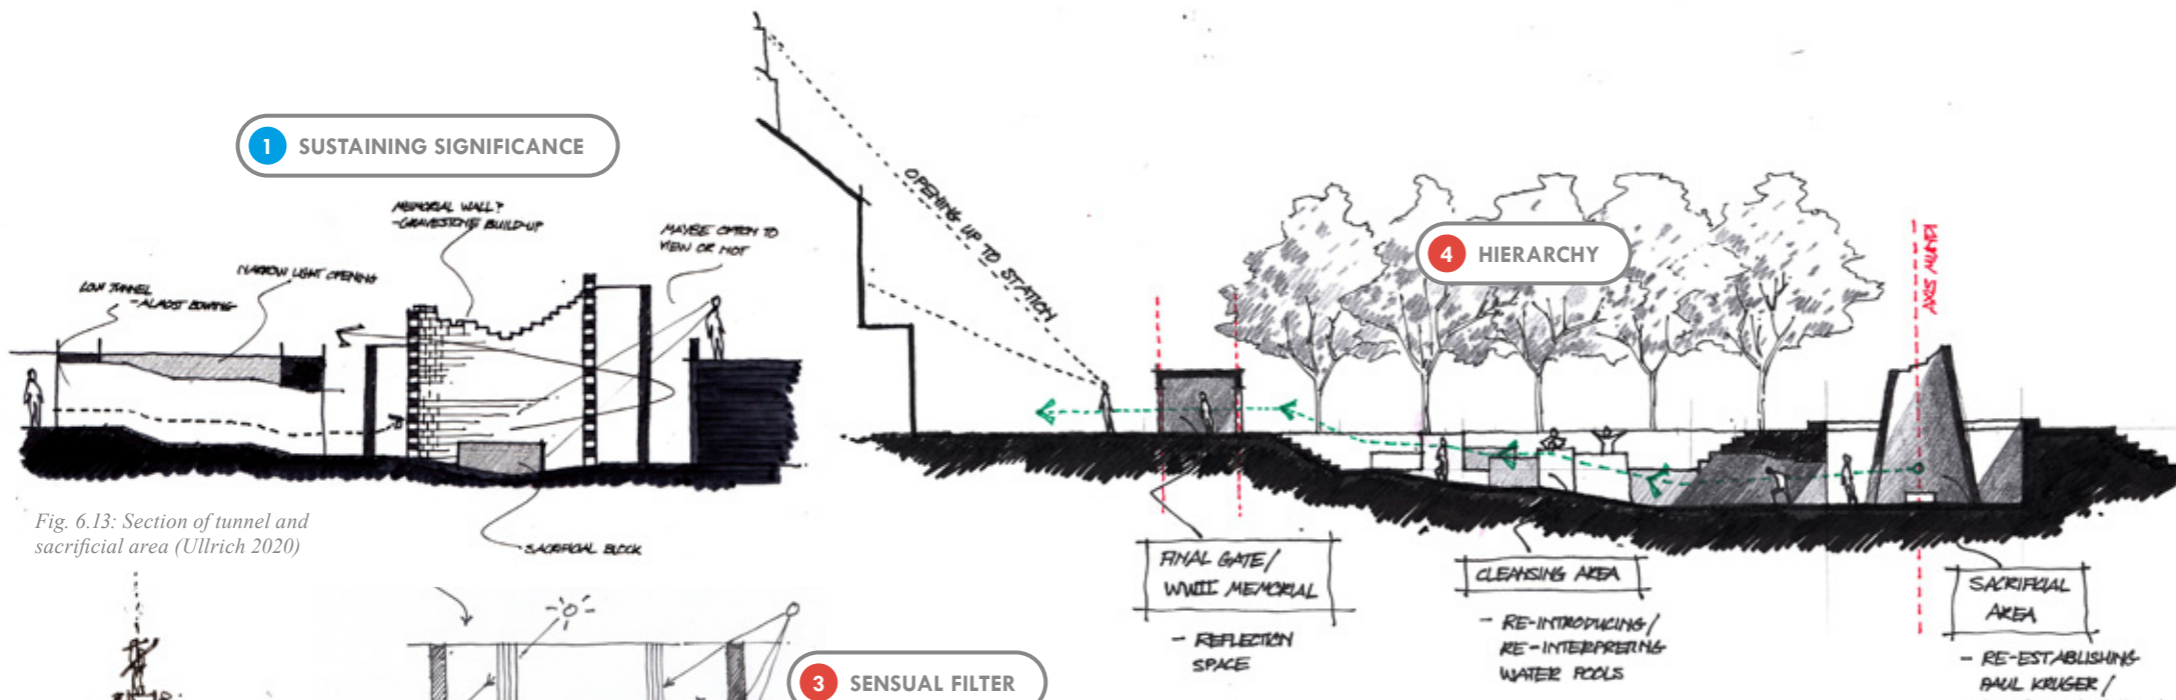 1 SUSTAINING SIGNIFICANCE
MEMORIAL WALL?
-GRAVESTONE BUILD-UP
MAYBE OPTION TO
VIEW OR NOT
NARROW LIGHT OPENING
LOW TUNNEL
- ALMOST BOWING
SACRIFICIAL BLOCK
Fig. 6.13: Section of tunnel and
sacrificial area (Ullrich 2020)
OPENING UP TO STATION
4 HIERARCHY
AXIS MUNDI
FINAL GATE/
WWII MEMORIAL
- REFLECTION
SPACE
CLEANSING AREA
- RE-INTRODUCING/
RE-INTERPRETING
WATER POOLS
SACRIFICIAL
AREA
- RE-ESTABLISHING
PAUL KRUGER/
3 SENSUAL FILTER